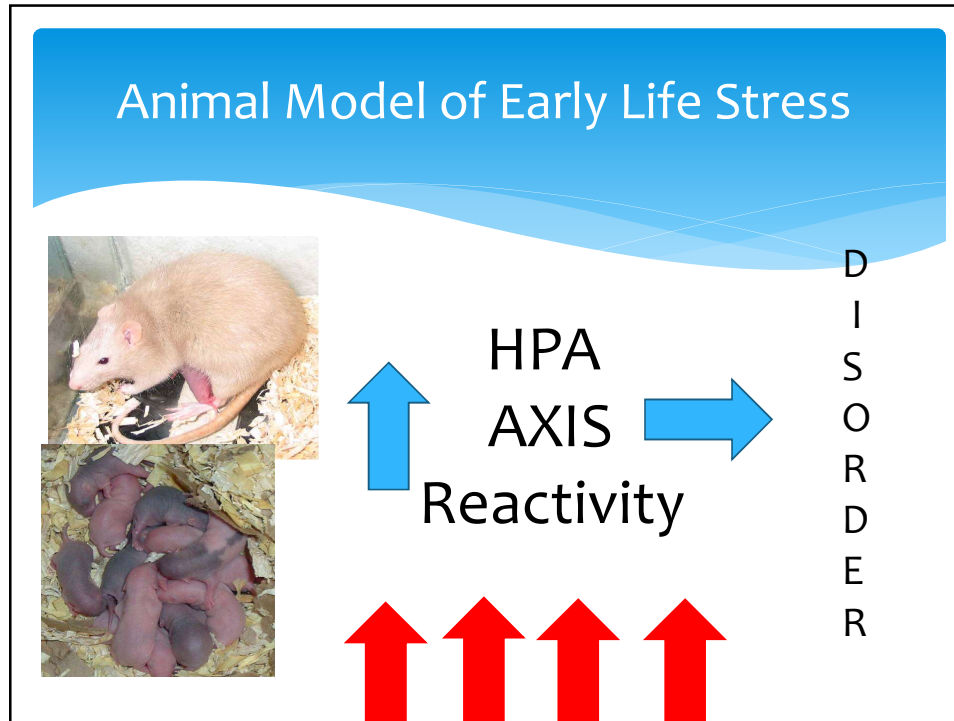 Animal Model of Early Life Stress
HPA
AXIS
Reactivity
D
I
S
O
R
D
E
R